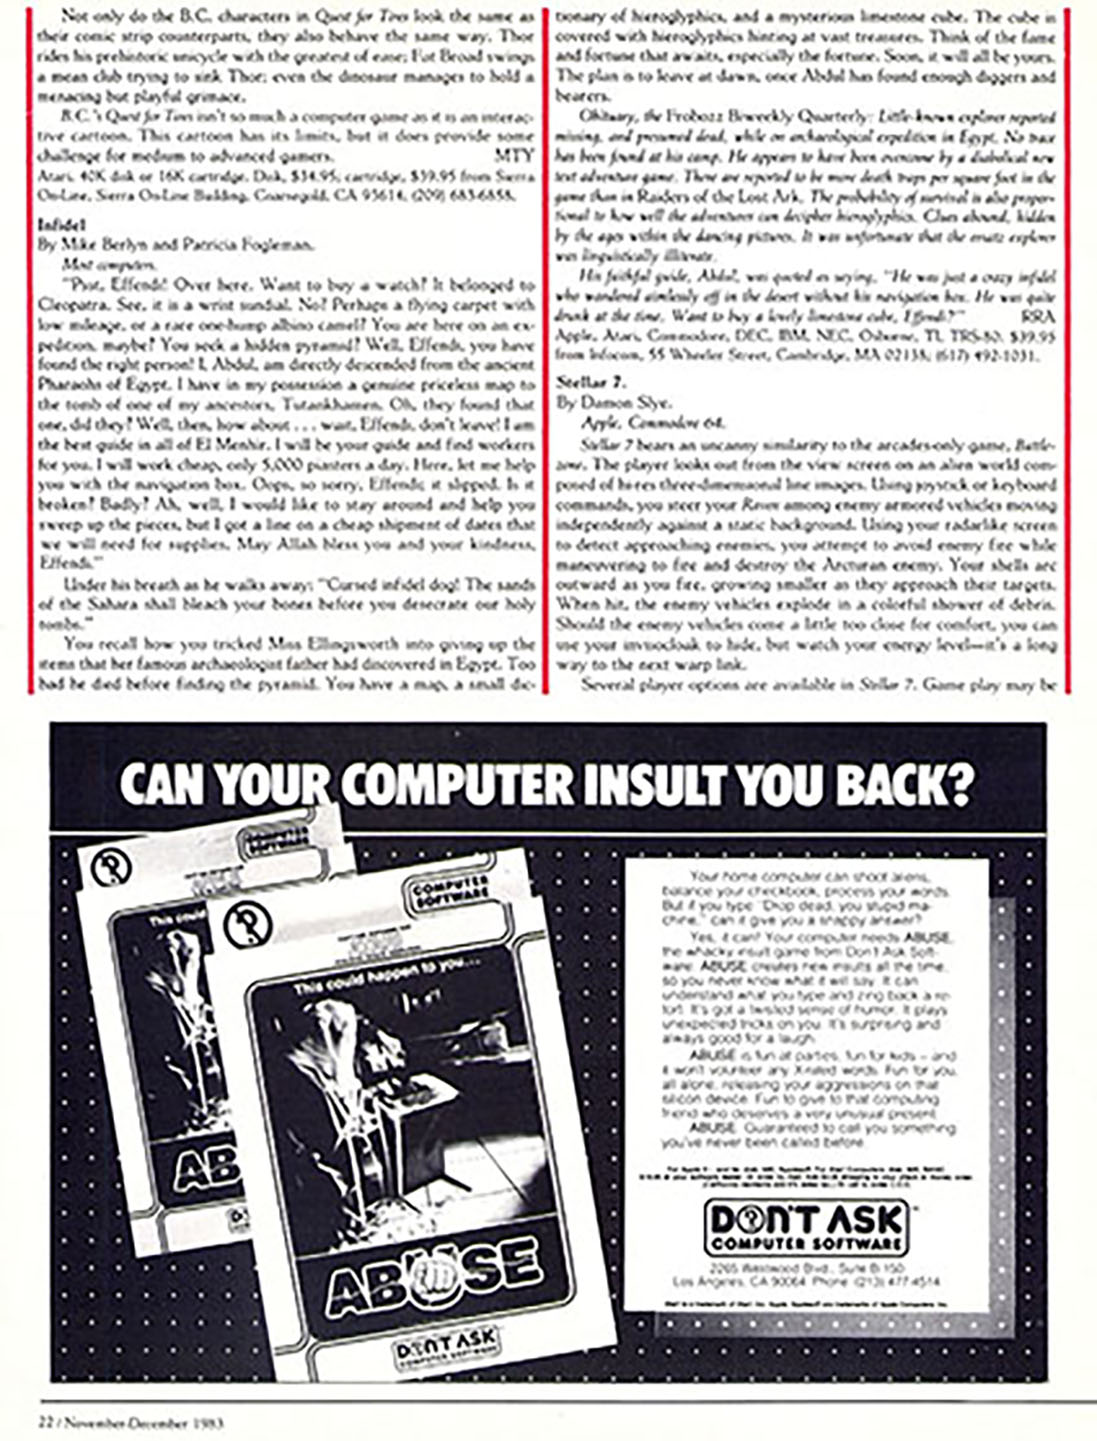 Not only do the B.C. characters in Quest for Tires look the same as
their comic strip counterparts, they also behave the same way. Thor
rides his prehistoric unicycle with the greatest of ease; Fat Broad swings
a mean club trying to sink Thor; even the dinosaur manages to hold a
menacing but playful grimace.
B.C.'s Quest for Tires isn't so much a computer game as it is an interac-
tive cartoon. This cartoon has its limits, but it does provide some
challenge for medium to advanced gamers. MTY
Atari, 40K disk or 16K cartridge. Disk, $34.95; cartridge, $39.95 from Sierra
On-Line, Sierra On-Line Building, Coarsegold, CA 93614, (209) 683-6858.
Infidel
By Mike Berlyn and Patricia Fogleman.
Most computers.
"Psst, Effendi! Over here. Want to buy a watch? It belonged to
Cleopatra. See, it is a wrist sundial. No? Perhaps a flying carpet with
low mileage, or a rare one-hump albino camel? You are here on an ex-
pedition, maybe? You seek a hidden pyramid? Well, Effendi, you have
found the right person! I, Abdul, am directly descended from the ancient
Pharaohs of Egypt. I have in my possession a genuine priceless map to
the tomb of one of my ancestors, Tutankhamen. Oh, they found that
one, did they? Well, then, how about . . . wait, Effendi, don't leave! I am
the best guide in all of El Menhir. I will be your guide and find workers
for you. I will work cheap, only 5,000 piasters a day. Here, let me help
you with the navigation box. Oops, so sorry, Effendi; it slipped. Is it
broken? Badly? Ah, well, I would like to stay around and help you
sweep up the pieces, but I got a line on a cheap shipment of dates that
we will need for supplies. May Allah bless you and your kindness,
Effendi."
Under his breath as he walks away: "Cursed infidel dog! The sands
of the Sahara shall bleach your bones before you desecrate our holy
tombs."
You recall how you tricked Miss Ellingsworth into giving up the
items that her famous archaeologist father had discovered in Egypt. Too
bad he died before finding the pyramid. You have a map, a small dic-
tionary of hieroglyphics, and a mysterious limestone cube. The cube is
covered with hieroglyphics hinting at vast treasures. Think of the fame
and fortune that awaits, especially the fortune. Soon, it will all be yours.
The plan is to leave at dawn, once Abdul has found enough diggers and
bearers.
Obituary, the Frobozz Biweekly Quarterly: Little-known explorer reported
missing, and presumed dead, while on archaeological expedition in Egypt. No trace
has been found at his camp. He appears to have been overcome by a diabolical new
text adventure game. There are reported to be more death traps per square foot in the
game than in Raiders of the Lost Ark. The probability of survival is also propor-
tional to how well the adventurer can decipher hieroglyphics. Clues abound, hidden
by the ages within the dancing pictures. It was unfortunate that the ersatz explorer
was linguistically illiterate.
His faithful guide, Abdul, was quoted as saying, "He was just a crazy infidel
who wandered aimlessly off in the desert without his navigation box. He was quite
drunk at the time. Want to buy a lovely limestone cube, Effendi?" RRA
Apple, Atari, Commodore, DEC, IBM, NEC, Osborne, TI, TRS-80. $39.95
from Infocom, 55 Wheeler Street, Cambridge, MA 02138; (617) 492-1031.
Stellar 7.
By Damon Slye.
Apple, Commodore 64.
Stellar 7 bears an uncanny similarity to the arcades-only game, Battle-
zone. The player looks out from the view screen on an alien world com-
posed of hi-res three-dimensional line images. Using joystick or keyboard
commands, you steer your Raven among enemy armored vehicles moving
independently against a static background. Using your radarlike screen
to detect approaching enemies, you attempt to avoid enemy fire while
maneuvering to fire and destroy the Arcturan enemy. Your shells arc
outward as you fire, growing smaller as they approach their targets.
When hit, the enemy vehicles explode in a colorful shower of debris.
Should the enemy vehicles come a little too close for comfort, you can
use your invisocloak to hide, but watch your energy level—it's a long
way to the next warp link.
Several player options are available in Stellar 7. Game play may be
CAN YOUR COMPUTER INSULT YOU BACK?
COMPUTER
SOFTWARE
This could
AB
COMPUTER
SOFTWARE
This could happen to you...
ABUSE
DON'T ASK
COMPUTER SOFTWARE
Your home computer can shoot aliens,
balance your checkbook, process your words.
But if you type "Drop dead, you stupid ma-
chine," can it give you a snappy answer?
Yes, it can! Your computer needs ABUSE,
the whacky insult game from Don't Ask Soft-
ware. ABUSE creates new insults all the time,
so you never know what it will say. It can
understand what you type and zing back a re-
tort. It's got a twisted sense of humor. It plays
unexpected tricks on you. It's surprising and
always good for a laugh.
ABUSE is fun at parties, fun for kids – and
it won't volunteer any X-rated words. Fun for you,
all alone, releasing your aggressions on that
silicon device. Fun to give to that computing
friend who deserves a very unusual present.
ABUSE. Guaranteed to call you something
you've never been called before.
DON'T ASK
COMPUTER SOFTWARE
2265 Westwood Blvd., Suite B-150
Los Angeles, CA 90064 Phone: (213) 477-4514
22 / November-December 1983